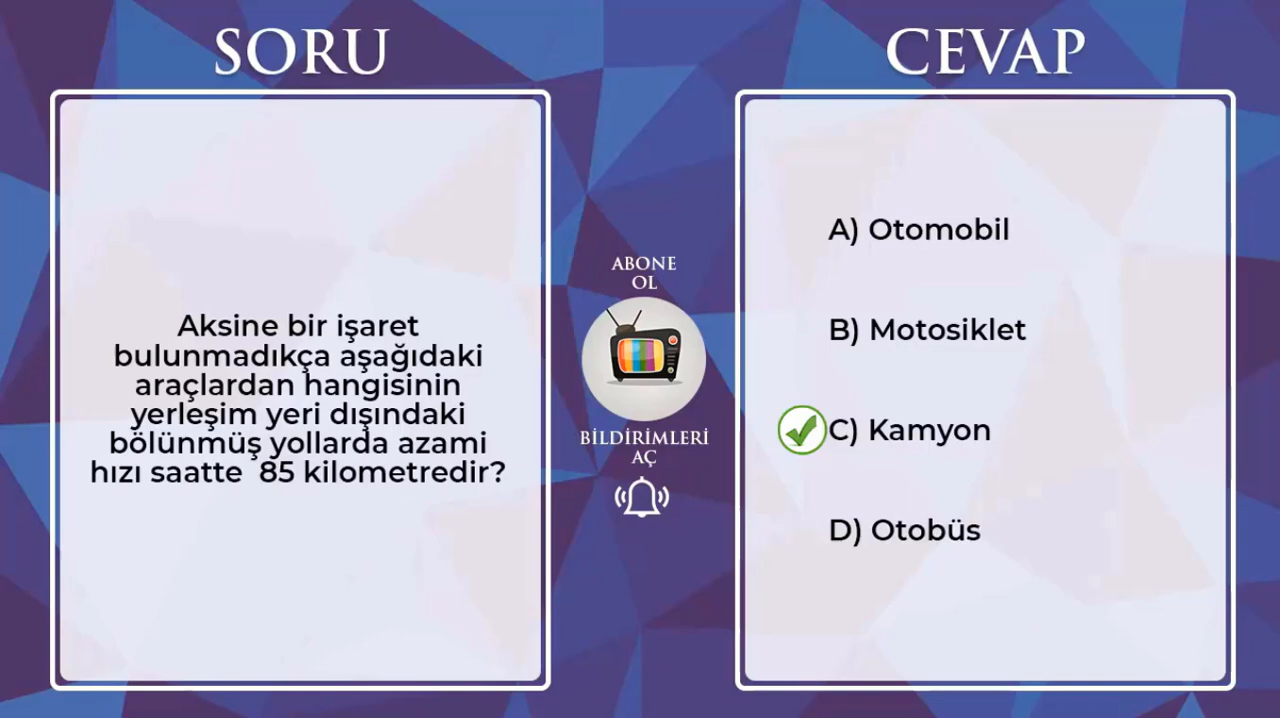 SORU
Aksine bir işaret
bulunmadıkça aşağıdaki
araçlardan hangisinin
yerleşim yeri dışındaki
bölünmüş yollarda azami
hızı saatte  85 kilometredir?
ABONE
OL
BİLDİRİMLERİ
AÇ
CEVAP
A) Otomobil
B) Motosiklet
C) Kamyon
D) Otobüs